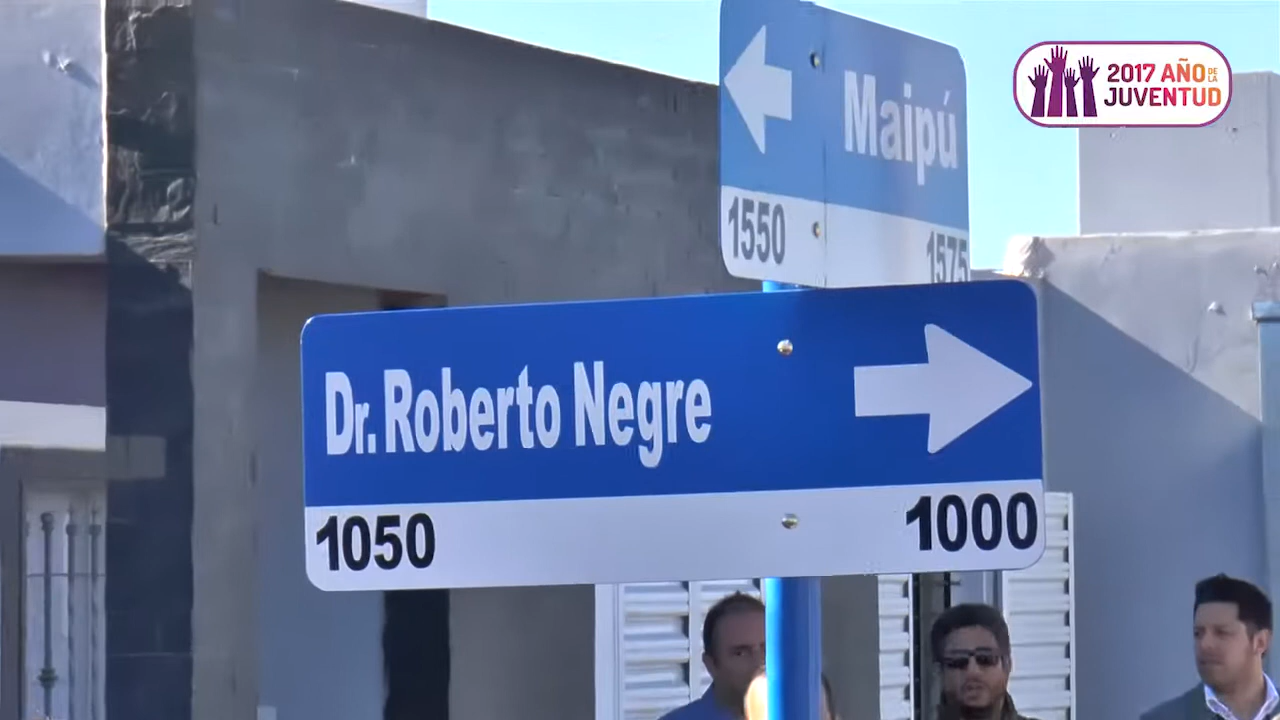 2017 AÑO DE LA
JUVENTUD
Maipú
1550 1575
Dr. Roberto Negre
1050 1000